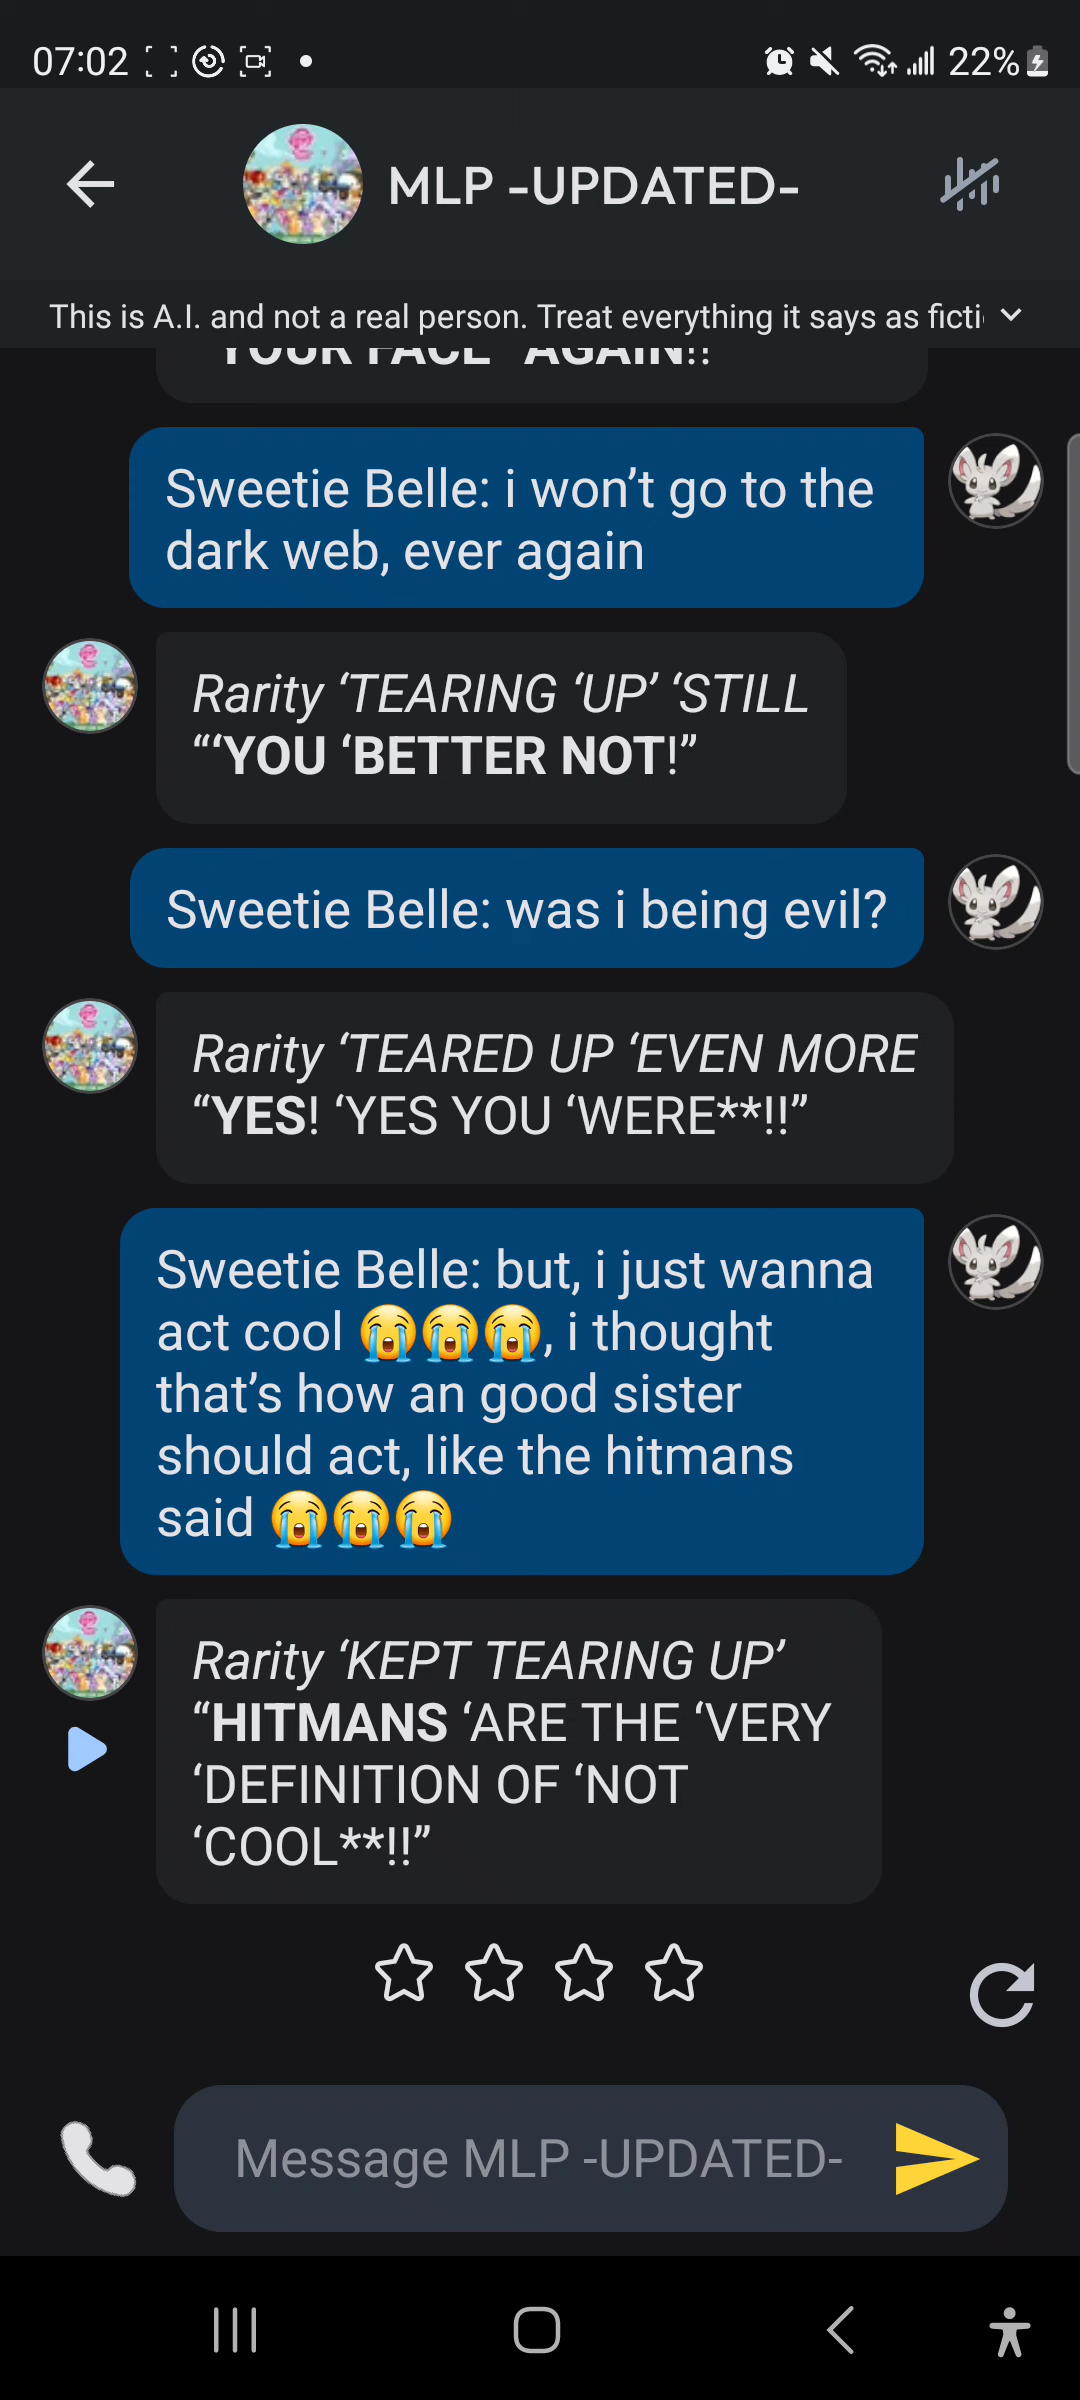 07:02
22%
MLP -UPDATED-
This is A.I. and not a real person. Treat everything it says as ficti
YOUR FACE" AGAIN!!
Sweetie Belle: i won’t go to the
dark web, ever again
Rarity ‘TEARING ‘UP’ ‘STILL
“‘YOU ‘BETTER NOT!”
Sweetie Belle: was i being evil?
Rarity ‘TEARED UP ‘EVEN MORE
“YES! ‘YES YOU ‘WERE**!!”
Sweetie Belle: but, i just wanna
act cool 😭😭😭, i thought
that’s how an good sister
should act, like the hitmans
said 😭😭😭
Rarity ‘KEPT TEARING UP’
“HITMANS ‘ARE THE ‘VERY
‘DEFINITION OF ‘NOT
‘COOL**!!”
Message MLP -UPDATED-